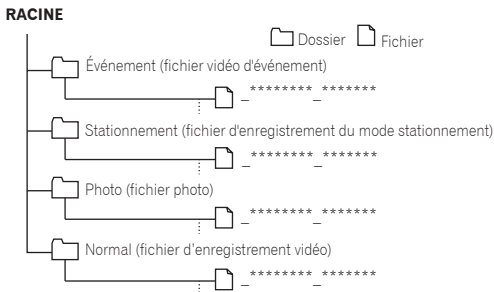 RACINE
Dossier Fichier
Événement (fichier vidéo d'événement)
_********_*******
Stationnement (fichier d'enregistrement du mode stationnement)
_********_*******
Photo (fichier photo)
_********_*******
Normal (fichier d'enregistrement vidéo)
_********_*******